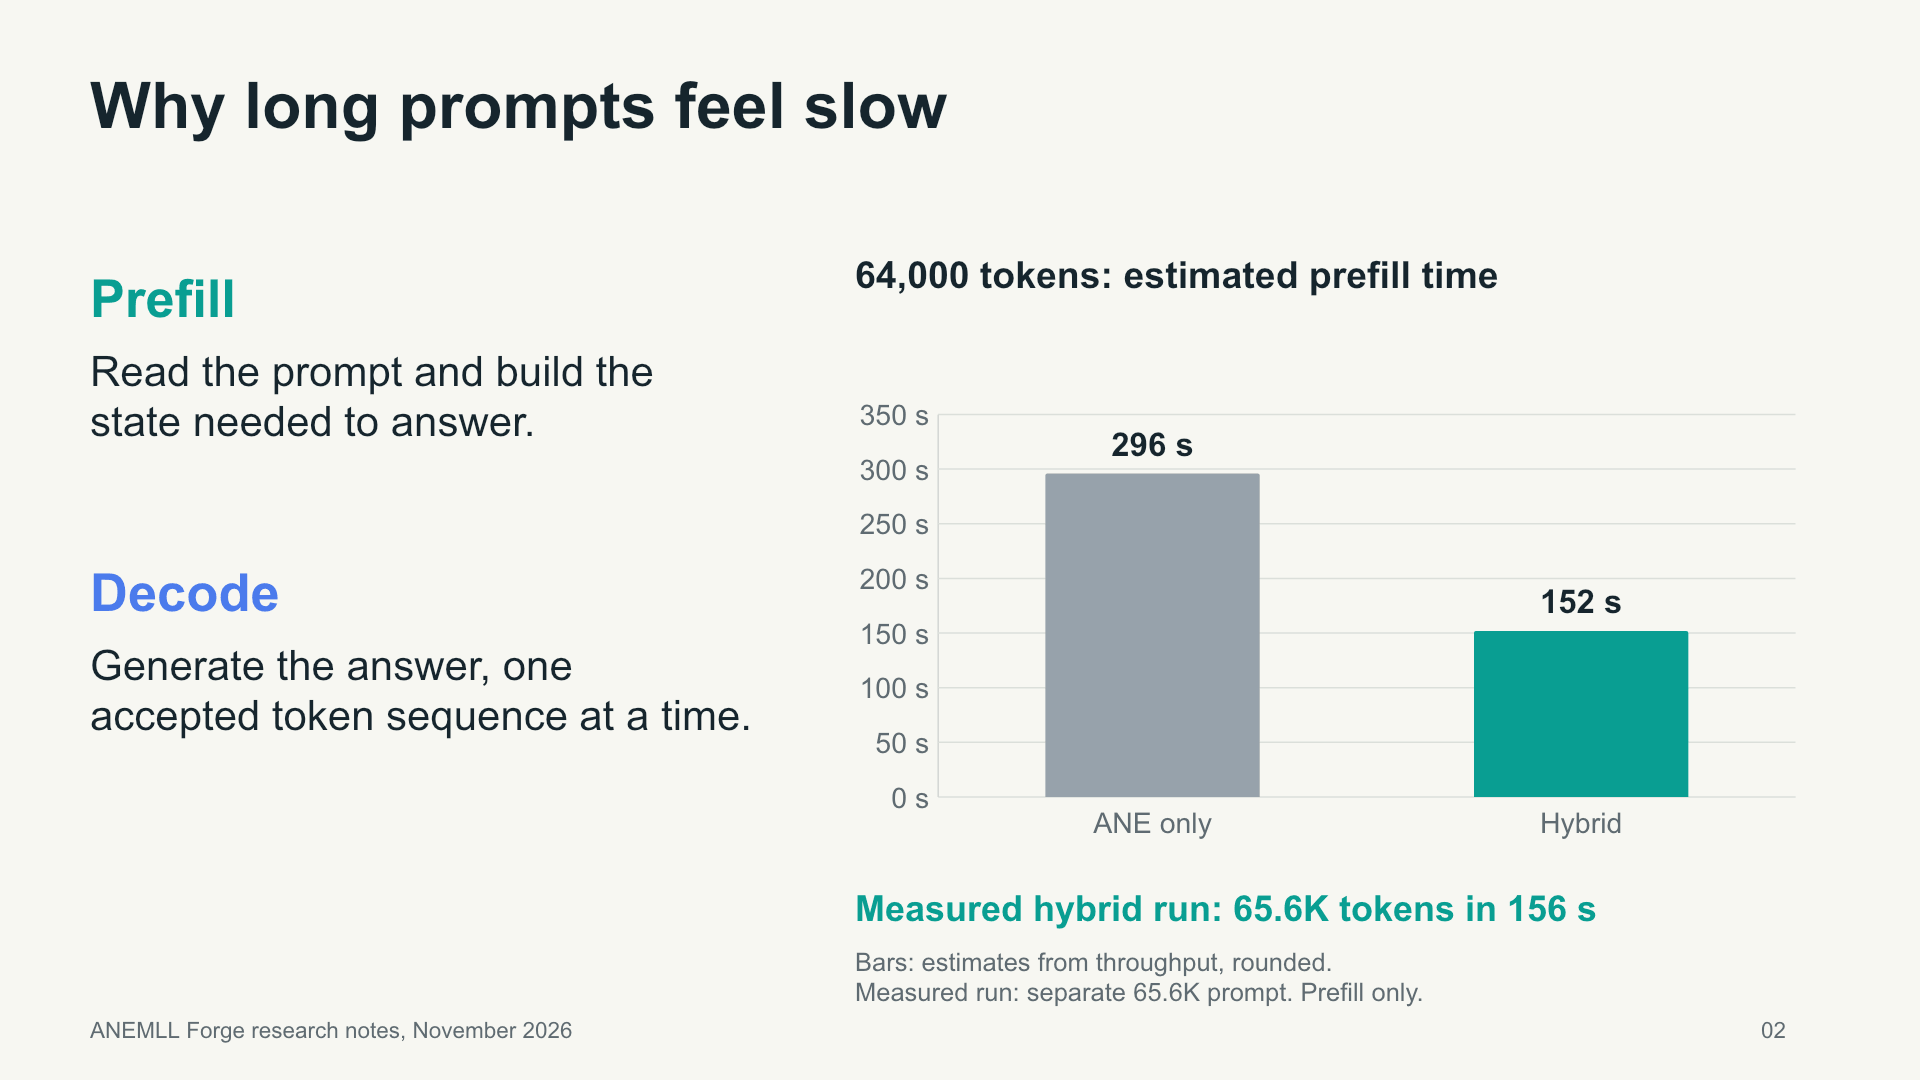 Why long prompts feel slow
Prefill
Read the prompt and build the
state needed to answer.
Decode
Generate the answer, one
accepted token sequence at a time.
64,000 tokens: estimated prefill time
350 s
300 s
250 s
200 s
150 s
100 s
50 s
0 s
296 s
152 s
ANE only
Hybrid
Measured hybrid run: 65.6K tokens in 156 s
Bars: estimates from throughput, rounded.
Measured run: separate 65.6K prompt. Prefill only.
ANEMLL Forge research notes, November 2026
02